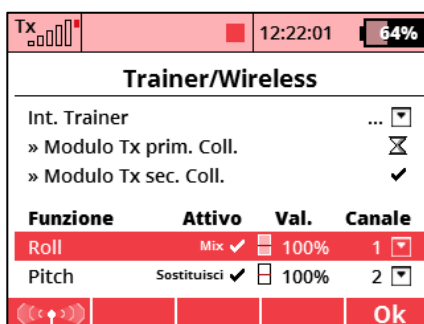 Tx 12:22:01 64%
Trainer/Wireless
Int. Trainer ...
» Modulo Tx prim. Coll.
» Modulo Tx sec. Coll.
Funzione Attivo Val. Canale
Roll Mix 100% 1
Pitch Sostituisci 100% 2
Ok